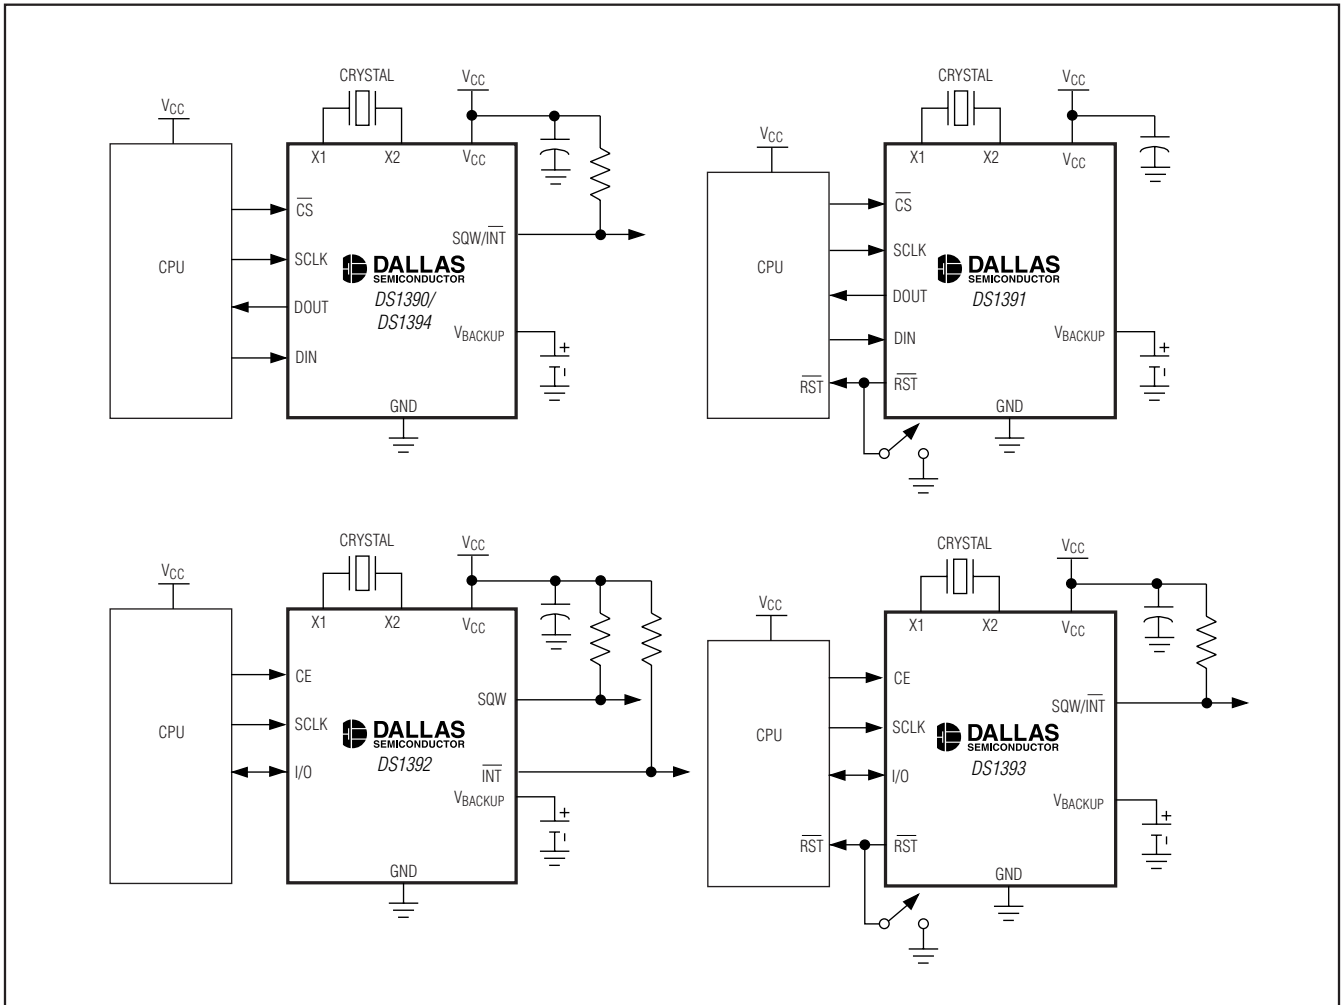 CRYSTAL
VCC
VCC
X1 X2 VCC
CS
SCLK
DOUT
DIN
CPU
SQW/INT
DALLAS
SEMICONDUCTOR
DS1390/
DS1394
VBACKUP
+
–
GND
CRYSTAL
VCC
VCC
X1 X2 VCC
CS
SCLK
DOUT
DIN
CPU
DALLAS
SEMICONDUCTOR
DS1391
VBACKUP
+
–
RST RST
GND
CRYSTAL
VCC
VCC
X1 X2 VCC
CE
SCLK
I/O
CPU
SQW
DALLAS
SEMICONDUCTOR
DS1392
INT
VBACKUP
+
–
GND
CRYSTAL
VCC
VCC
X1 X2 VCC
CE
SCLK
I/O
CPU
SQW/INT
DALLAS
SEMICONDUCTOR
DS1393
VBACKUP
+
–
RST RST
GND